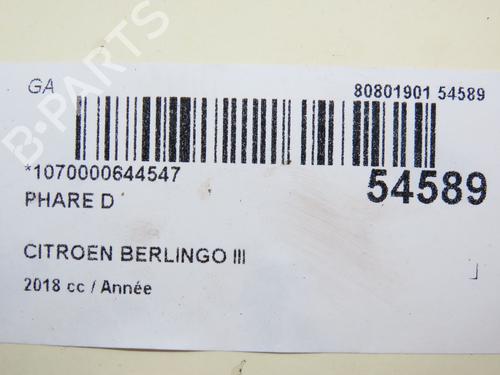 GA
80801901 54589
*1070000644547
54589
PHARE D
CITROEN BERLINGO III
2018 cc / Année
B-PARTS